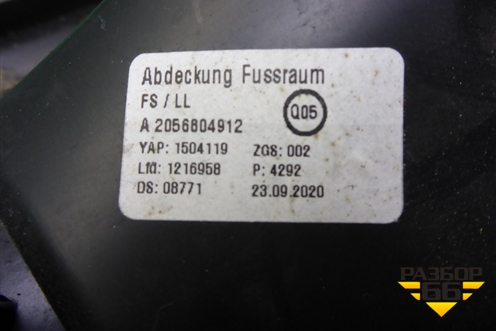 Abdeckung Fussraum
FS / LL
Q05
A 2056804912
YAP: 1504119 ZGS: 002
Lfd: 1216958 P: 4292
DS: 08771 23.09.2020
РАЗБОР
66